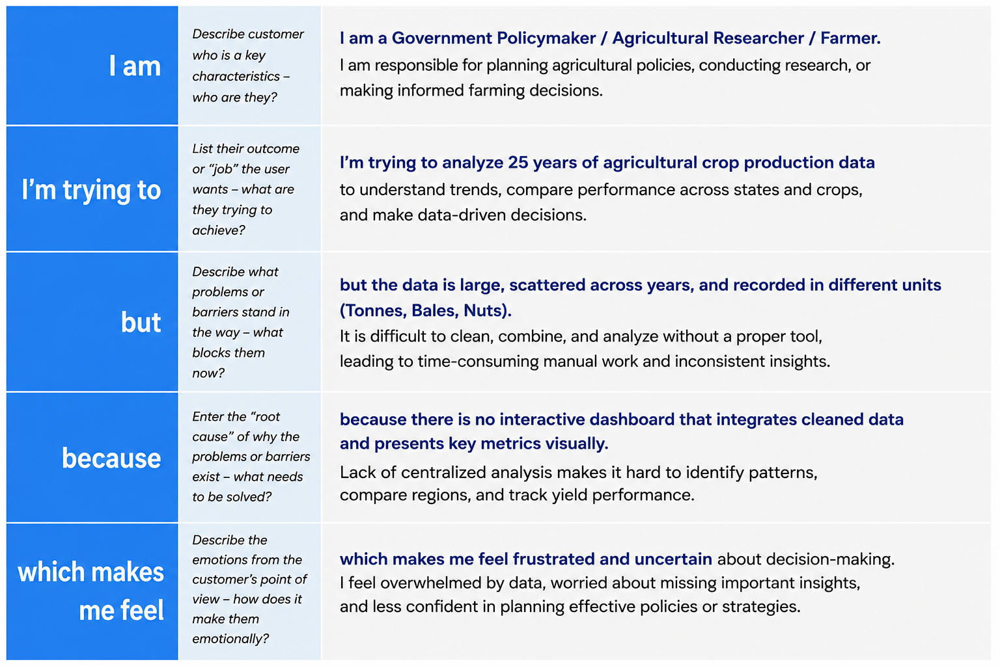 I am
Describe customer
who is a key
characteristics –
who are they?
I am a Government Policymaker / Agricultural Researcher / Farmer.
I am responsible for planning agricultural policies, conducting research, or
making informed farming decisions.
I’m trying to
List their outcome
or “job” the user
wants – what are
they trying to
achieve?
I’m trying to analyze 25 years of agricultural crop production data
to understand trends, compare performance across states and crops,
and make data-driven decisions.
but
Describe what
problems or
barriers stand in
the way – what
blocks them
now?
but the data is large, scattered across years, and recorded in different units
(Tonnes, Bales, Nuts).
It is difficult to clean, combine, and analyze without a proper tool,
leading to time-consuming manual work and inconsistent insights.
because
Enter the “root
cause” of why the
problems or barriers
exist – what needs
to be solved?
because there is no interactive dashboard that integrates cleaned data
and presents key metrics visually.
Lack of centralized analysis makes it hard to identify patterns,
compare regions, and track yield performance.
which makes
me feel
Describe the
emotions from the
customer’s point of
view – how does it
make them
emotionally?
which makes me feel frustrated and uncertain about decision-making.
I feel overwhelmed by data, worried about missing important insights,
and less confident in planning effective policies or strategies.